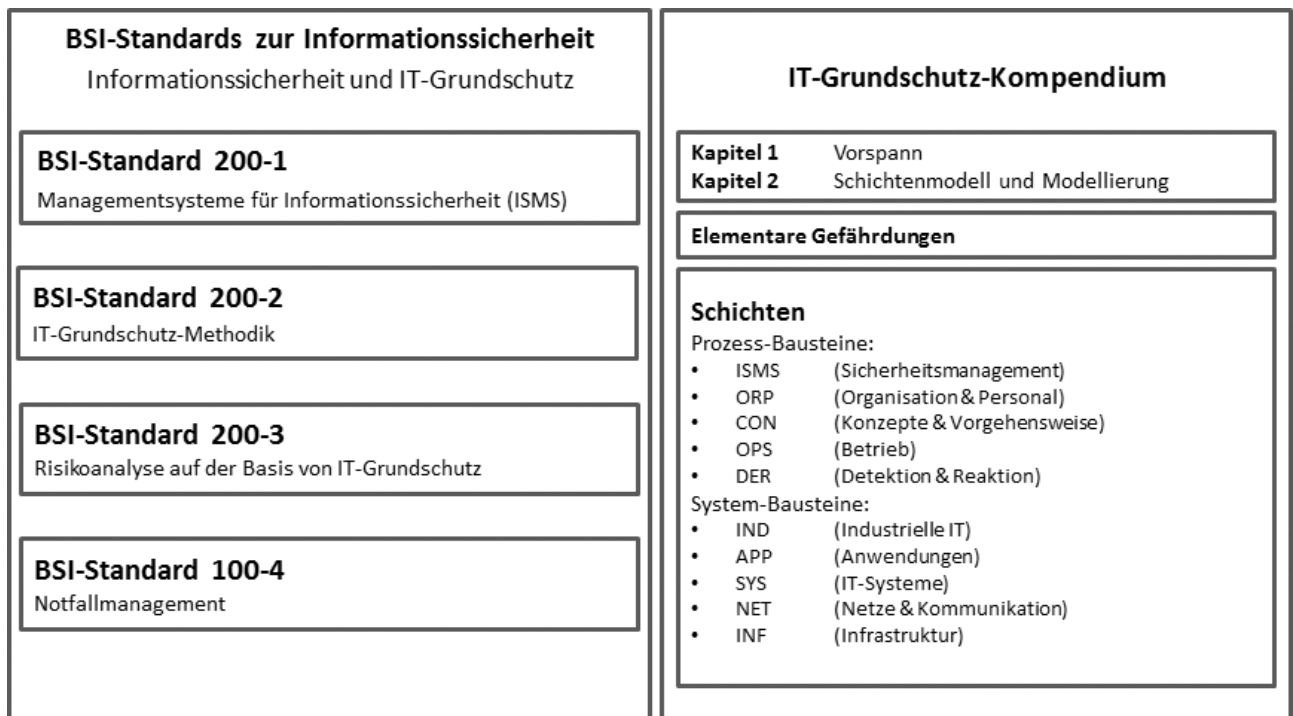 BSI-Standards zur Informationssicherheit
Informationssicherheit und IT-Grundschutz
BSI-Standard 200-1
Managementsysteme für Informationssicherheit (ISMS)
BSI-Standard 200-2
IT-Grundschutz-Methodik
BSI-Standard 200-3
Risikoanalyse auf der Basis von IT-Grundschutz
BSI-Standard 100-4
Notfallmanagement
IT-Grundschutz-Kompendium
Kapitel 1 Vorspann
Kapitel 2 Schichtenmodell und Modellierung
Elementare Gefährdungen
Schichten
Prozess-Bausteine:
• ISMS (Sicherheitsmanagement)
• ORP (Organisation & Personal)
• CON (Konzepte & Vorgehensweise)
• OPS (Betrieb)
• DER (Detektion & Reaktion)
System-Bausteine:
• IND (Industrielle IT)
• APP (Anwendungen)
• SYS (IT-Systeme)
• NET (Netze & Kommunikation)
• INF (Infrastruktur)